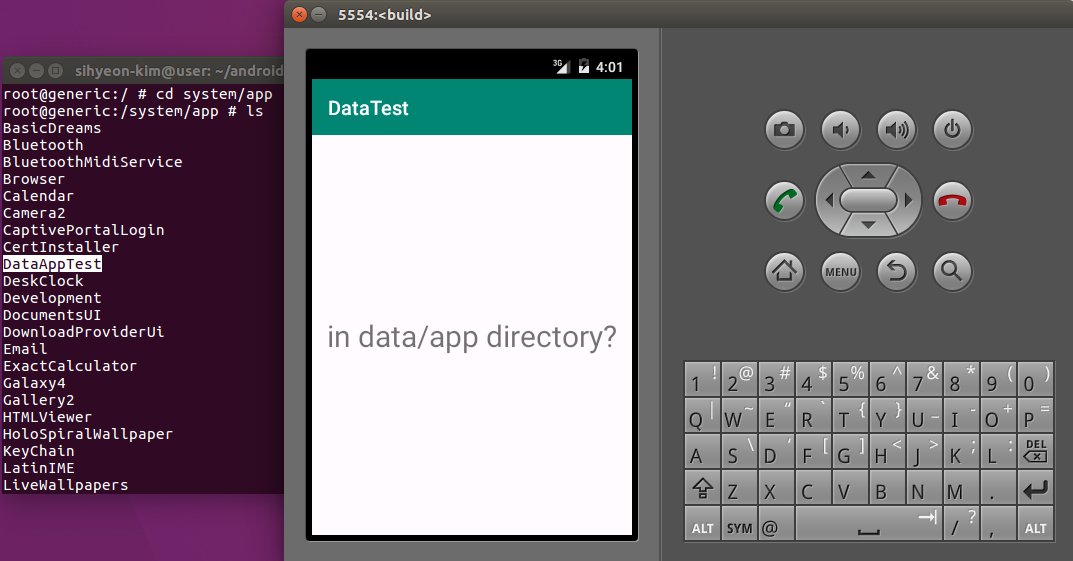 5554:<build>
sihyeon-kim@user: ~/android
root@generic:/ # cd system/app
root@generic:/system/app # ls
BasicDreams
Bluetooth
BluetoothMidiService
Browser
Calendar
Camera2
CaptivePortalLogin
CertInstaller
DataAppTest
DeskClock
Development
DocumentsUI
DownloadProviderUi
Email
ExactCalculator
Galaxy4
Gallery2
HTMLViewer
HoloSpiralWallpaper
KeyChain
LatinIME
LiveWallpapers
3G 4:01
DataTest
in data/app directory?
MENU
1 ! 2 @ 3 # 4 $ 5 % 6 ^ 7 & 8 * 9 ( 0 )
Q | W ~ E “ R ` T { Y } U _ I - O + P =
A S \ D ‘ F [ G ] H < J > K ; L : DEL
Z X C V B N M .
ALT SYM @ / ? , ALT